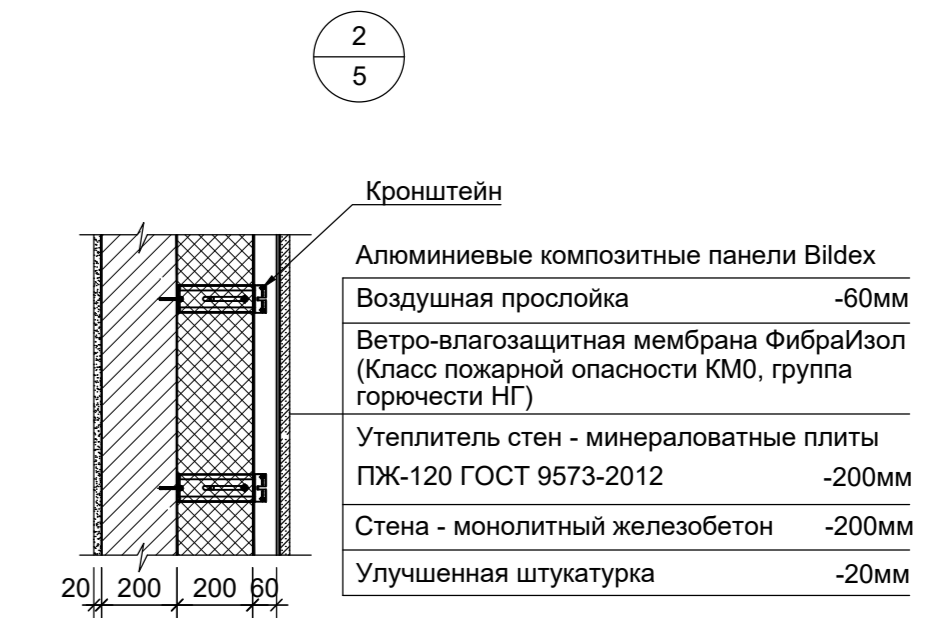 2
5
Кронштейн
Алюминиевые композитные панели Bildex
Воздушная прослойка -60мм
Ветро-влагозащитная мембрана ФибраИзол
(Класс пожарной опасности КМ0, группа
горючести НГ)
Утеплитель стен - минераловатные плиты
ПЖ-120 ГОСТ 9573-2012 -200мм
Стена - монолитный железобетон -200мм
Улучшенная штукатурка -20мм
20 200 200 60